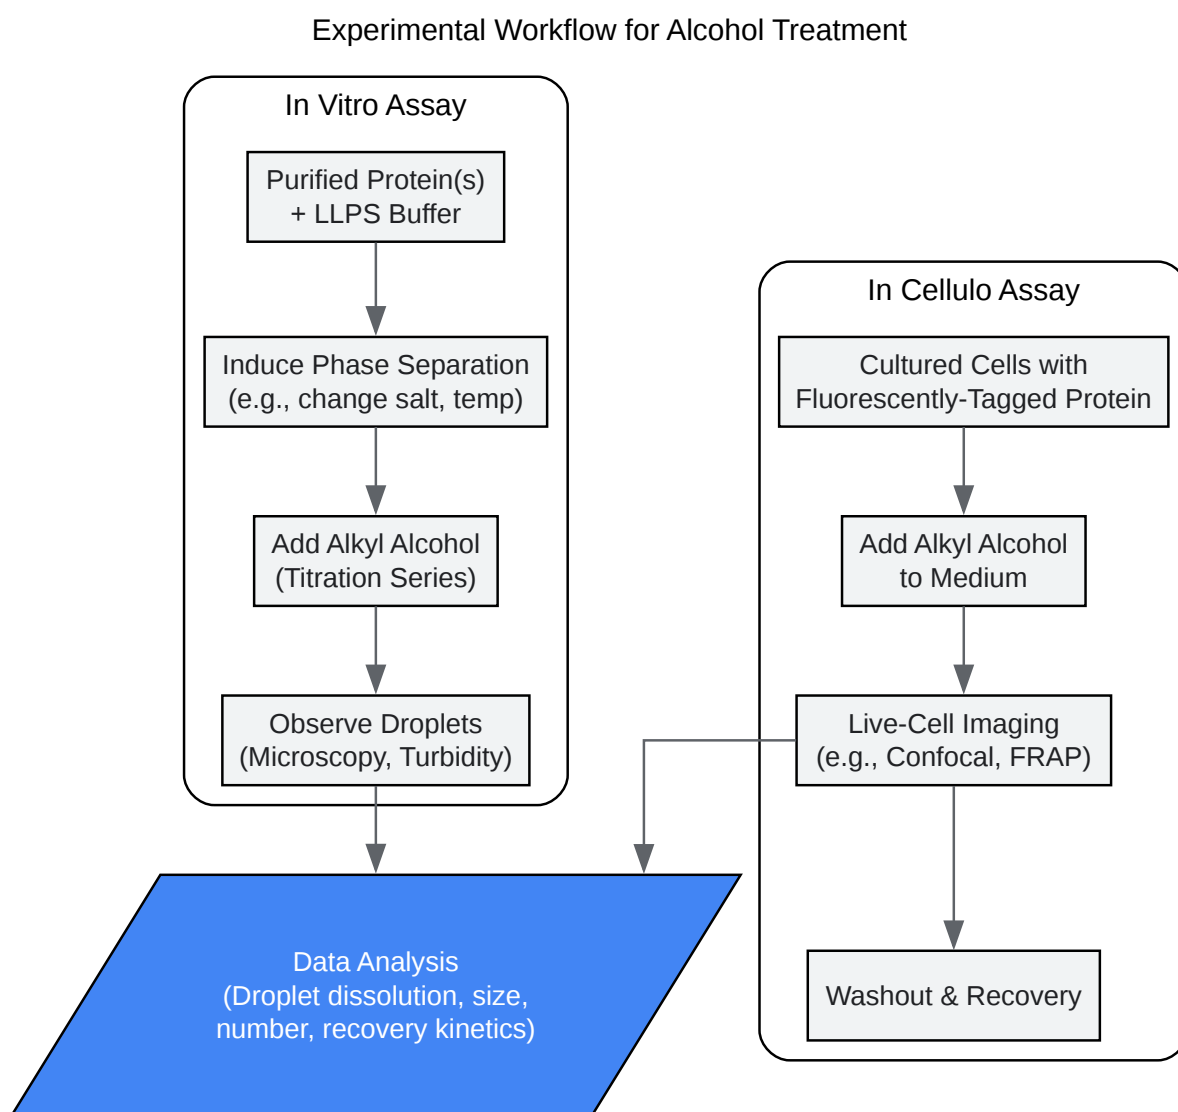 Experimental Workflow for Alcohol Treatment
In Vitro Assay
Purified Protein(s)
+ LLPS Buffer
Induce Phase Separation
(e.g., change salt, temp)
Add Alkyl Alcohol
(Titration Series)
Observe Droplets
(Microscopy, Turbidity)
In Cellulo Assay
Cultured Cells with
Fluorescently-Tagged Protein
Add Alkyl Alcohol
to Medium
Live-Cell Imaging
(e.g., Confocal, FRAP)
Washout & Recovery
Data Analysis
(Droplet dissolution, size,
number, recovery kinetics)